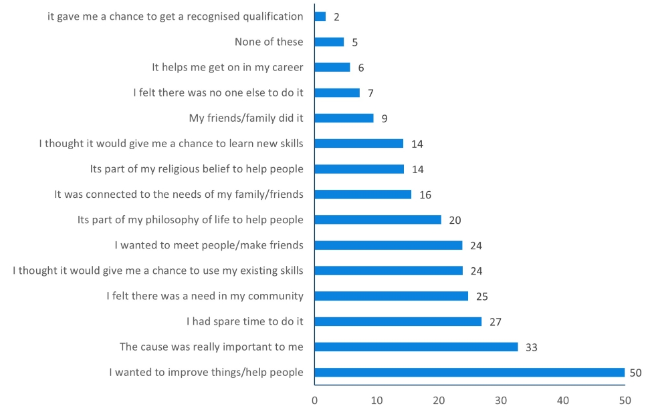 it gave me a chance to get a recognised qualification 2
None of these 5
It helps me get on in my career 6
I felt there was no one else to do it 7
My friends/family did it 9
I thought it would give me a chance to learn new skills 14
Its part of my religious belief to help people 14
It was connected to the needs of my family/friends 16
Its part of my philosophy of life to help people 20
I wanted to meet people/make friends 24
I thought it would give me a chance to use my existing skills 24
I felt there was a need in my community 25
I had spare time to do it 27
The cause was really important to me 33
I wanted to improve things/help people 50
0 10 20 30 40 50